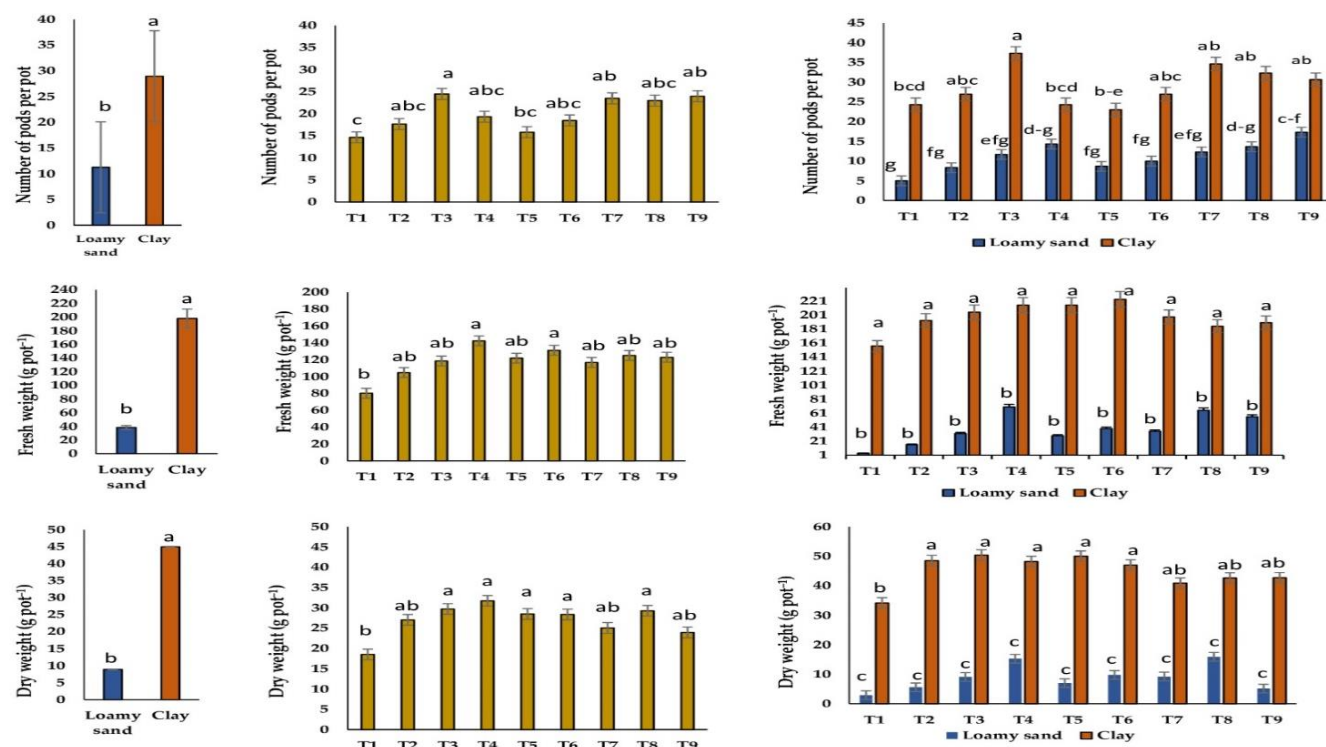 Number of pods per pot
40
35
30
25
20
15
10
5
0
a
b
Loamy sand
Clay
Number of pods per pot
40
35
30
25
20
15
10
5
0
c abc a abc bc abc ab abc ab
T1 T2 T3 T4 T5 T6 T7 T8 T9
Number of pods per pot
45
40
35
30
25
20
15
10
5
0
bcd abc a bcd b-e abc ab ab ab
g fg efg d-g fg fg efg d-g c-f
T1 T2 T3 T4 T5 T6 T7 T8 T9
Loamy sand Clay
Fresh weight (g pot⁻¹)
240
220
200
180
160
140
120
100
80
60
40
20
0
a
b
Loamy sand
Clay
Fresh weight (g pot⁻¹)
200
180
160
140
120
100
80
60
40
20
0
b ab ab a ab a ab ab ab
T1 T2 T3 T4 T5 T6 T7 T8 T9
Fresh weight (g pot⁻¹)
221
201
181
161
141
121
101
81
61
41
21
1
a a a a a a a a a
b b b b b b b b b
T1 T2 T3 T4 T5 T6 T7 T8 T9
Loamy sand Clay
Dry weight (g pot⁻¹)
50
45
40
35
30
25
20
15
10
5
0
a
b
Loamy sand
Clay
Dry weight (g pot⁻¹)
50
45
40
35
30
25
20
15
10
5
0
b ab a a a a ab a ab
T1 T2 T3 T4 T5 T6 T7 T8 T9
Dry weight (g pot⁻¹)
60
50
40
30
20
10
0
b a a a a a ab ab ab
c c c c c c c c c
T1 T2 T3 T4 T5 T6 T7 T8 T9
Loamy sand Clay